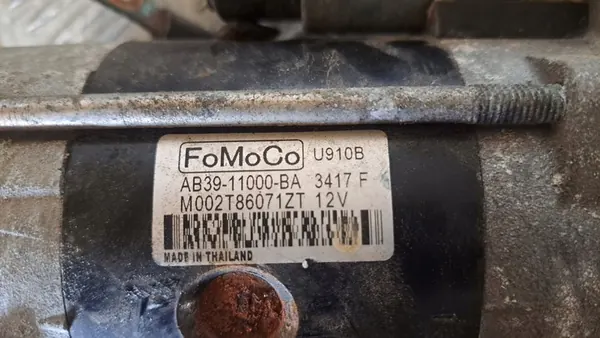 FoMoCo U910B
AB39-11000-BA 3417 F
M002T86071ZT 12V
MADE IN THAILAND